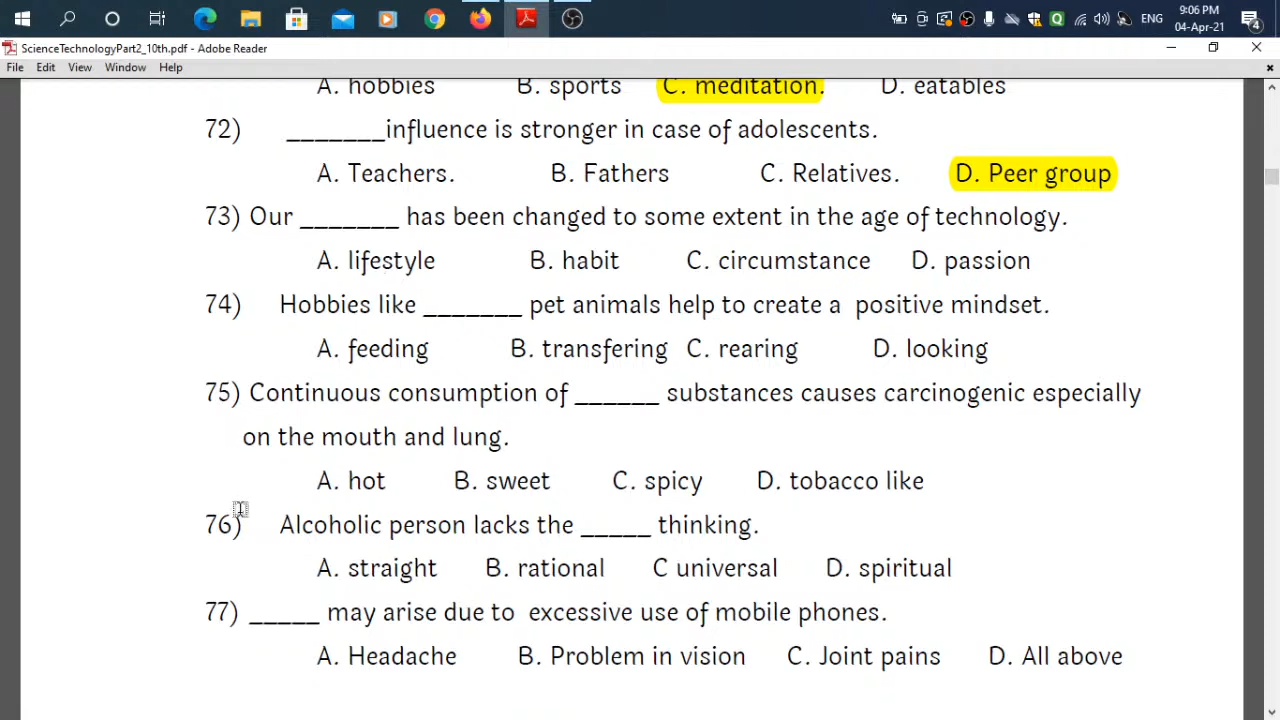 9:06 PM
ENG
04-Apr-21
4
ScienceTechnologyPart2_10th.pdf - Adobe Reader
File Edit View Window Help
A. hobbies B. sports C. meditation. D. eatables
72) _______influence is stronger in case of adolescents.
A. Teachers. B. Fathers C. Relatives. D. Peer group
73) Our _______ has been changed to some extent in the age of technology.
A. lifestyle B. habit C. circumstance D. passion
74) Hobbies like _______ pet animals help to create a positive mindset.
A. feeding B. transfering C. rearing D. looking
75) Continuous consumption of ______ substances causes carcinogenic especially
on the mouth and lung.
A. hot B. sweet C. spicy D. tobacco like
76) Alcoholic person lacks the _____ thinking.
A. straight B. rational C universal D. spiritual
77) _____ may arise due to excessive use of mobile phones.
A. Headache B. Problem in vision C. Joint pains D. All above